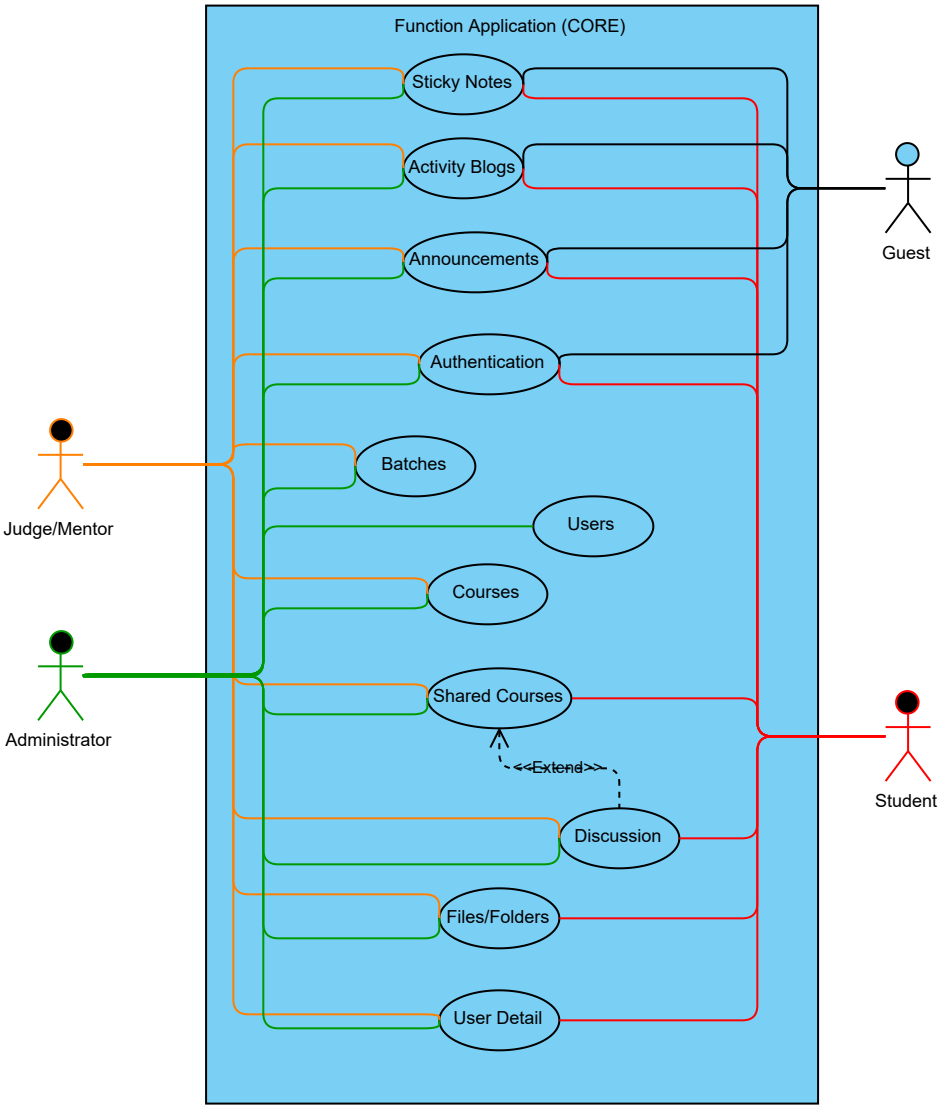 Function Application (CORE)
Sticky Notes
Activity Blogs
Guest
Announcements
Authentication
Batches
Judge/Mentor
Users
Courses
Shared Courses
Administrator
<<Extend>>
Student
Discussion
Files/Folders
User Detail